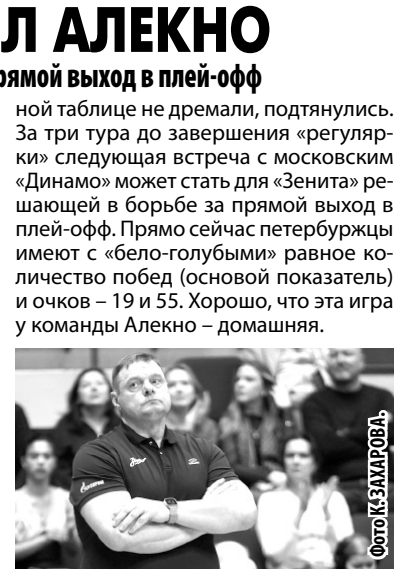 Л АЛЕКНО
рямой выход в плей-офф
ной таблице не дремали, подтянулись.
За три тура до завершения «регуляр-
ки» следующая встреча с московским
«Динамо» может стать для «Зенита» ре-
шающей в борьбе за прямой выход в
плей-офф. Прямо сейчас петербуржцы
имеют с «бело-голубыми» равное ко-
личество побед (основой показатель)
и очков – 19 и 55. Хорошо, что эта игра
у команды Алекно – домашняя.
Фото К. ЗАХАРОВА.